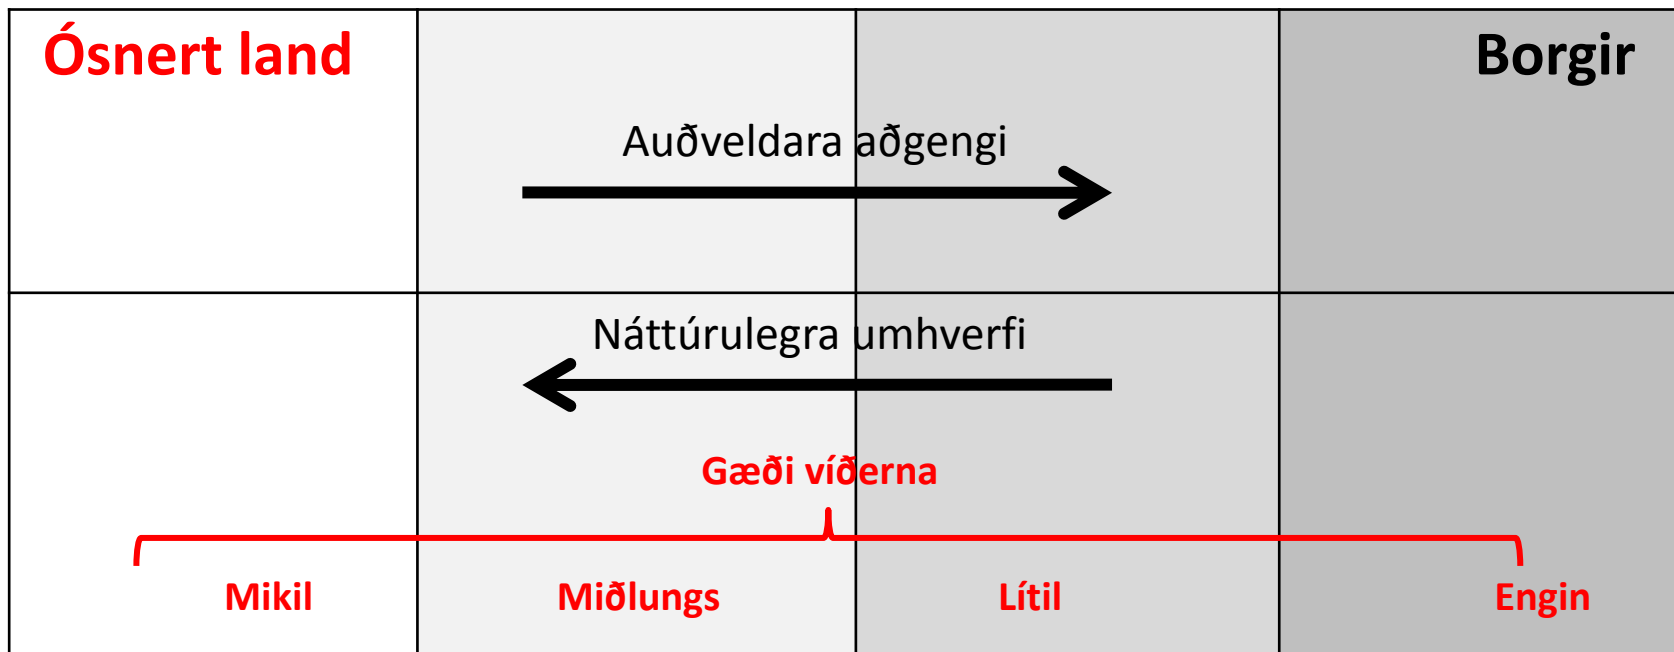 Ósnert land
Borgir
Auðveldara aðgengi
Náttúrulegra umhverfi
Gæði víðerna
Mikil
Miðlungs
Lítil
Engin